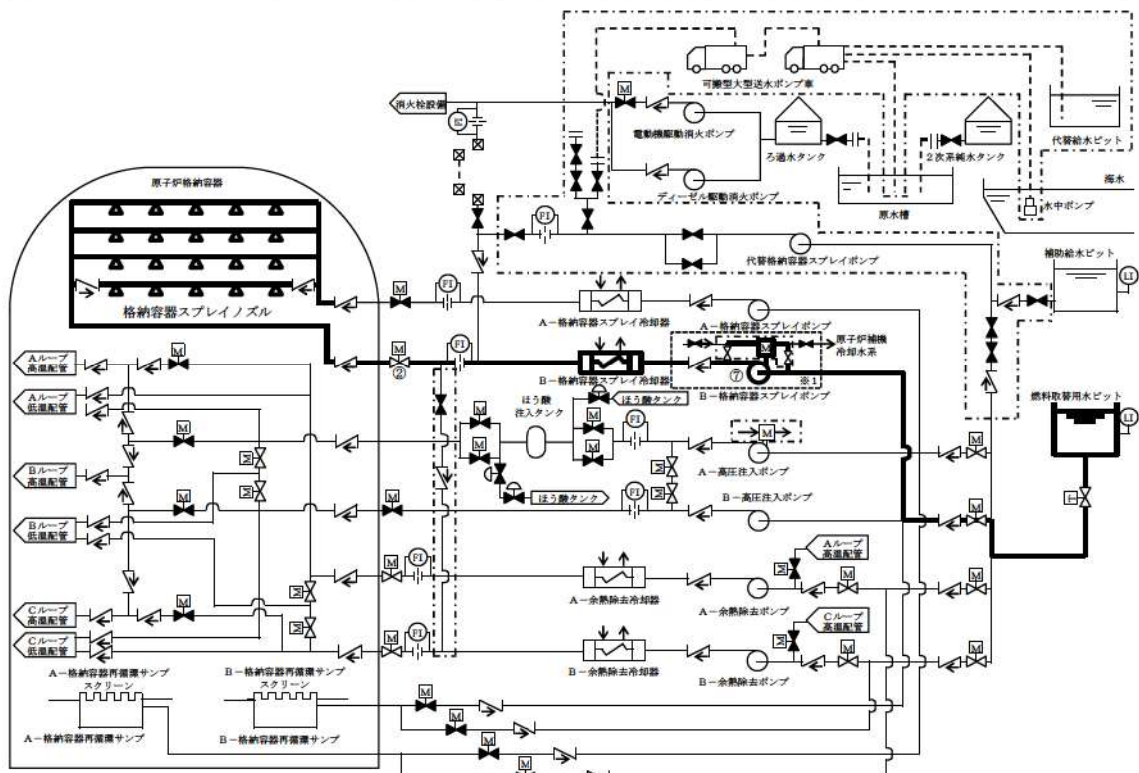 可搬型大型送水ポンプ車
消火栓設備
M
電動機駆動消火ポンプ
ろ過水タンク
2次系純水タンク
代替給水ピット
ディーゼル駆動消火ポンプ
原水槽
海水
水中ポンプ
原子炉格納容器
FI
代替格納容器スプレイポンプ
補助給水ピット
LI
格納容器スプレイノズル
M
FI
A-格納容器スプレイ冷却器
A-格納容器スプレイポンプ
原子炉補機
冷却水系
M
②
FI
B-格納容器スプレイ冷却器
M
⑦
※1
B-格納容器スプレイポンプ
燃料取替用水ピット
LI
Aループ
高温配管
M
Aループ
低温配管
ほう酸
注入タンク
ほう酸タンク
M
M
M
M
M
FI
M
A-高圧注入ポンプ
M
Bループ
高温配管
M
M
ほう酸タンク
M
M
M
FI
M
B-高圧注入ポンプ
M
T
Bループ
低温配管
Aループ
高温配管
M
FI
A-余熱除去冷却器
A-余熱除去ポンプ
M
M
M
M
Cループ
高温配管
M
M
Cループ
高温配管
Cループ
低温配管
M
FI
B-余熱除去冷却器
B-余熱除去ポンプ
M
M
M
A-格納容器再循環サンプ
スクリーン
B-格納容器再循環サンプ
スクリーン
M
M
A-格納容器再循環サンプ
B-格納容器再循環サンプ
M
M